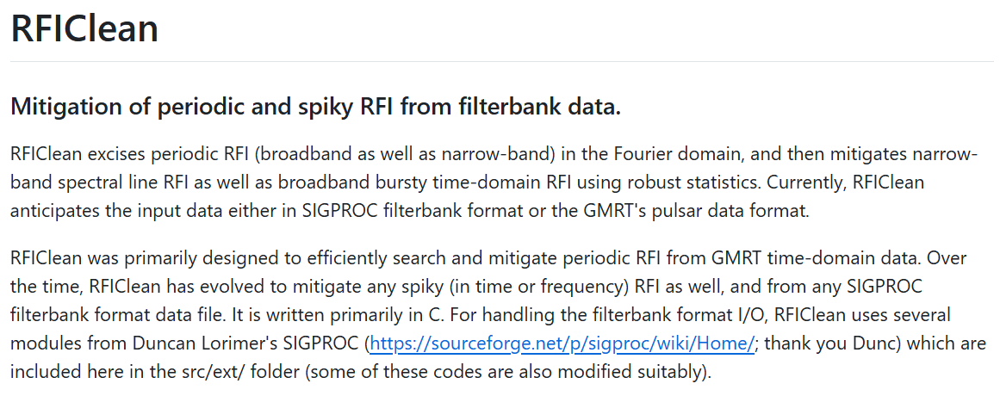 RFIClean
Mitigation of periodic and spiky RFI from filterbank data.
RFIClean excises periodic RFI (broadband as well as narrow-band) in the Fourier domain, and then mitigates narrow-
band spectral line RFI as well as broadband bursty time-domain RFI using robust statistics. Currently, RFIClean
anticipates the input data either in SIGPROC filterbank format or the GMRT's pulsar data format.
RFIClean was primarily designed to efficiently search and mitigate periodic RFI from GMRT time-domain data. Over
the time, RFIClean has evolved to mitigate any spiky (in time or frequency) RFI as well, and from any SIGPROC
filterbank format data file. It is written primarily in C. For handling the filterbank format I/O, RFIClean uses several
modules from Duncan Lorimer's SIGPROC (https://sourceforge.net/p/sigproc/wiki/Home/; thank you Dunc) which are
included here in the src/ext/ folder (some of these codes are also modified suitably).